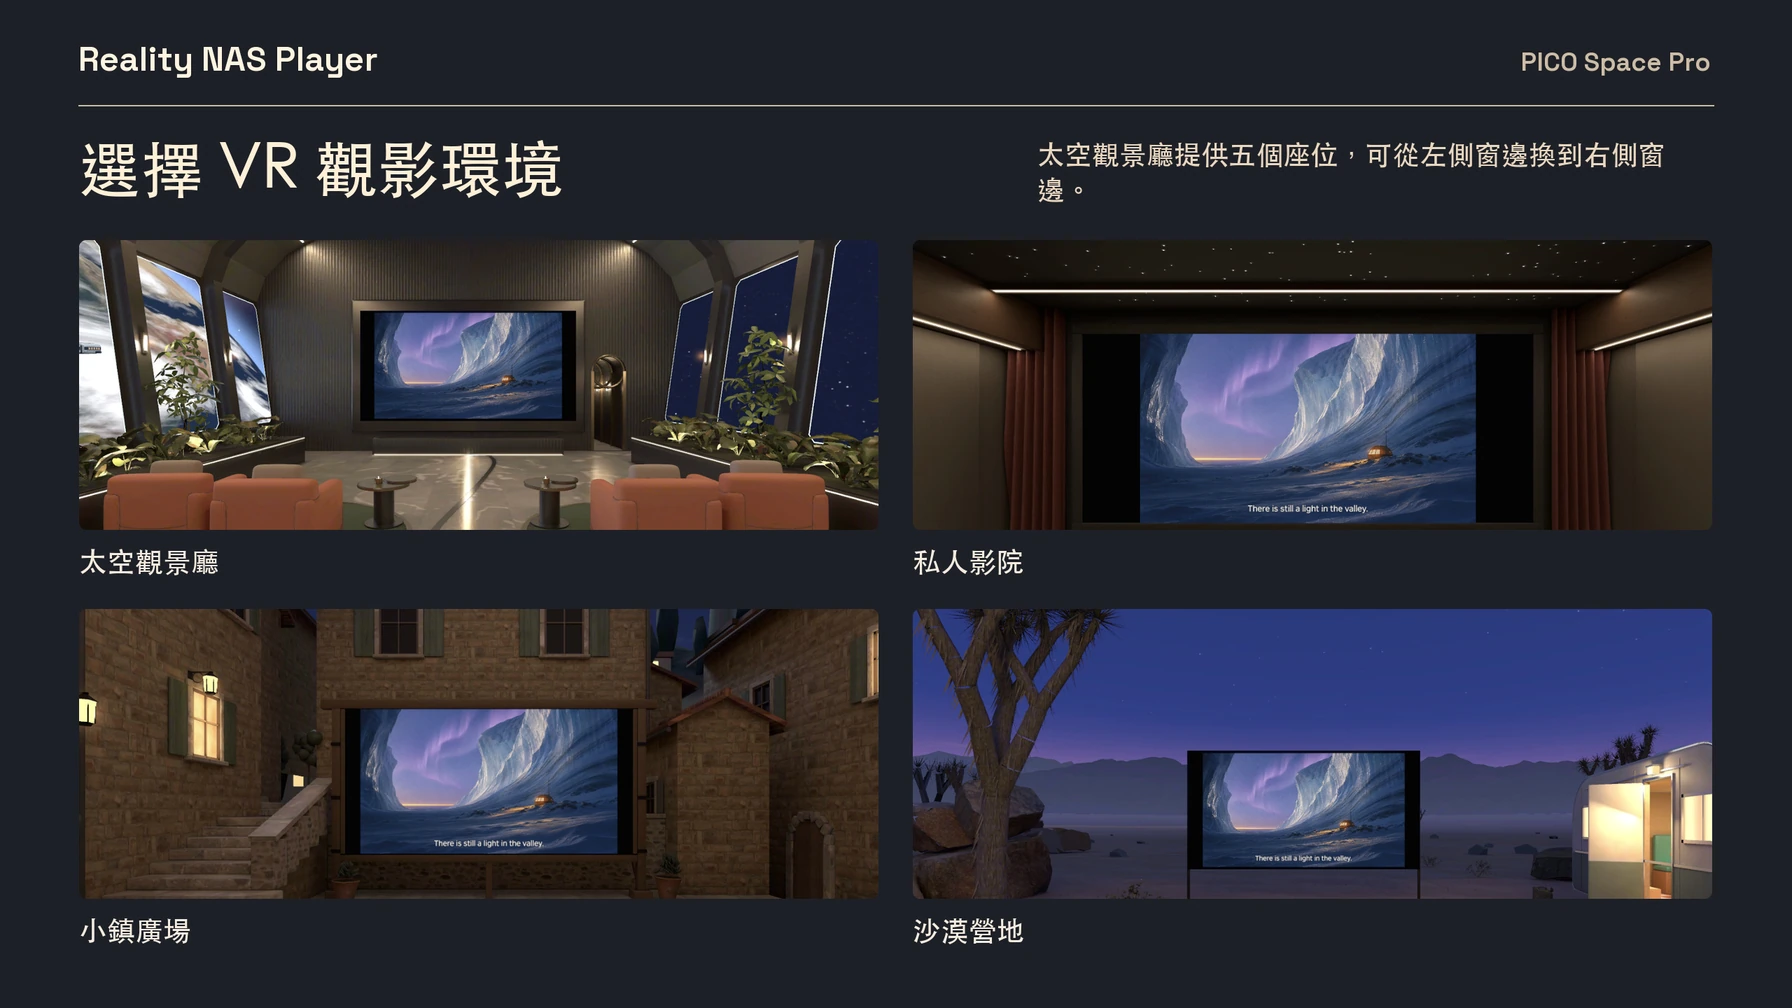 Reality NAS Player
PICO Space Pro
選擇 VR 觀影環境
太空觀景廳提供五個座位，可從左側窗邊換到右側窗
邊。
太空觀景廳
There is still a light in the valley.
私人影院
There is still a light in the valley.
小鎮廣場
There is still a light in the valley.
沙漠營地